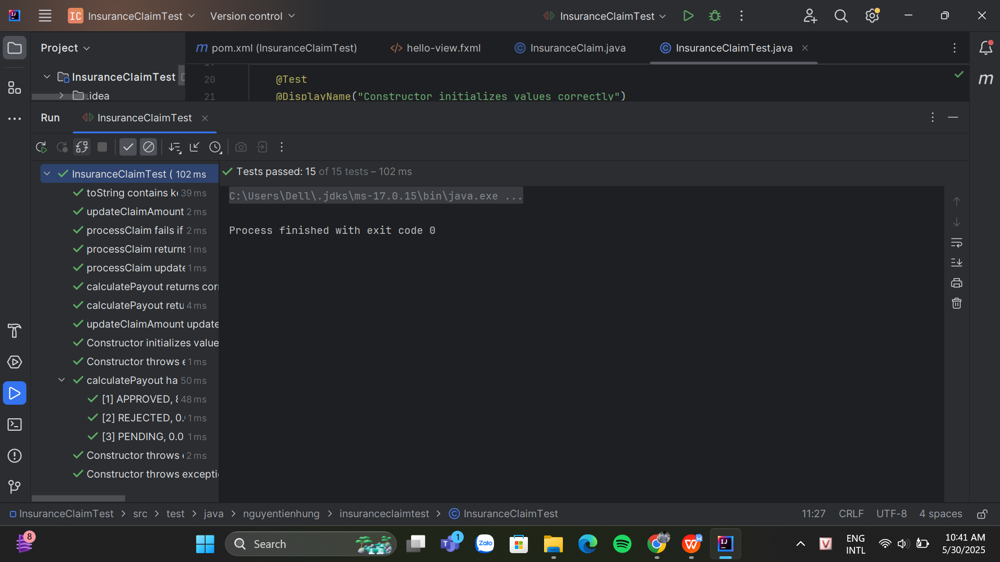 IC InsuranceClaimTest Version control InsuranceClaimTest
Project pom.xml (InsuranceClaimTest) hello-view.fxml InsuranceClaim.java InsuranceClaimTest.java
InsuranceClaimTest
20 @Test
.idea
21 @DisplayName("Constructor initializes values correctly")
Run InsuranceClaimTest
InsuranceClaimTest ( 102 ms
Tests passed: 15 of 15 tests – 102 ms
toString contains ke 39 ms
updateClaimAmount 2 ms
processClaim fails if 2 ms
processClaim returns 1 ms
processClaim update 1 ms
calculatePayout returns cor
calculatePayout retu 4 ms
updateClaimAmount update
Constructor initializes value
Constructor throws e 1 ms
calculatePayout ha 50 ms
[1] APPROVED, 8 48 ms
[2] REJECTED, 0.0 1 ms
[3] PENDING, 0.0 1 ms
Constructor throws 2 ms
Constructor throws excepti
C:\Users\Dell\.jdks\ms-17.0.15\bin\java.exe ...
Process finished with exit code 0
InsuranceClaimTest > src > test > java > nguyentienhung > insuranceclaimtest > InsuranceClaimTest 11:27 CRLF UTF-8 4 spaces
8 Search 1 Zalo ENG INTL 10:41 AM
5/30/2025